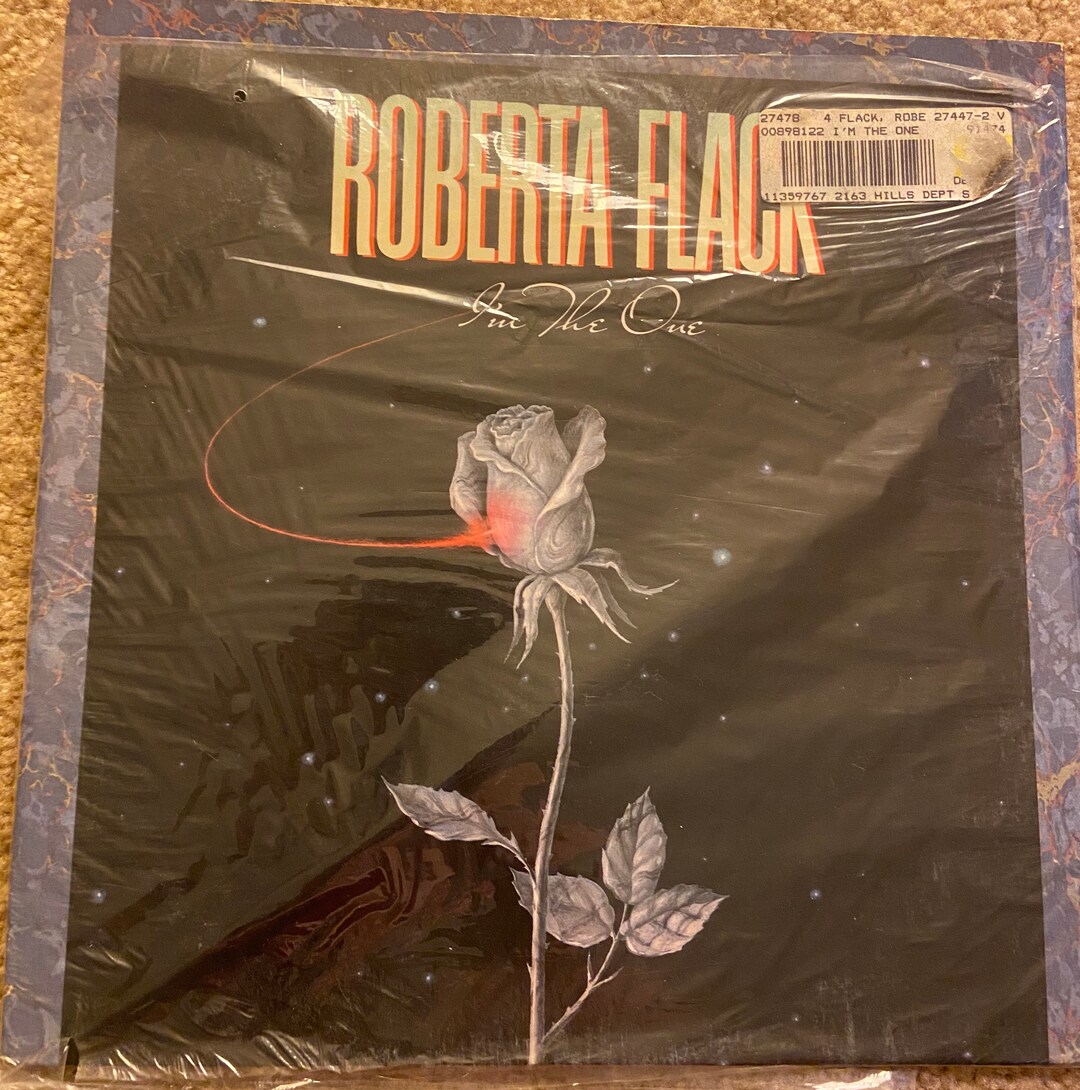 ROBERTA FLACK
27478 4 FLACK, ROBE 27447-2 V
00898122 I'M THE ONE
11359767 2163 HILLS DEPT S
I'm The One